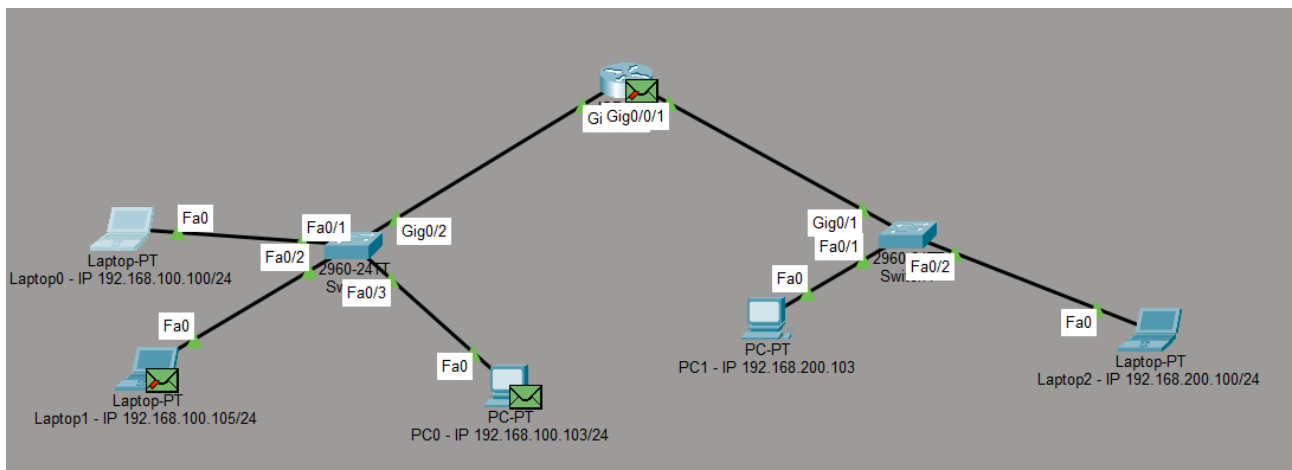 Gig0/0/1
Fa0
Fa0/1
Gig0/2
Gig0/1
Fa0/1
Fa0/2
Laptop-PT
Laptop0 - IP 192.168.100.100/24
Fa0/2
2960-24TT
Fa0/3
Fa0
Fa0
Fa0
Fa0
PC-PT
PC1 - IP 192.168.200.103
Laptop-PT
Laptop2 - IP 192.168.200.100/24
Laptop-PT
Laptop1 - IP 192.168.100.105/24
PC-PT
PC0 - IP 192.168.100.103/24